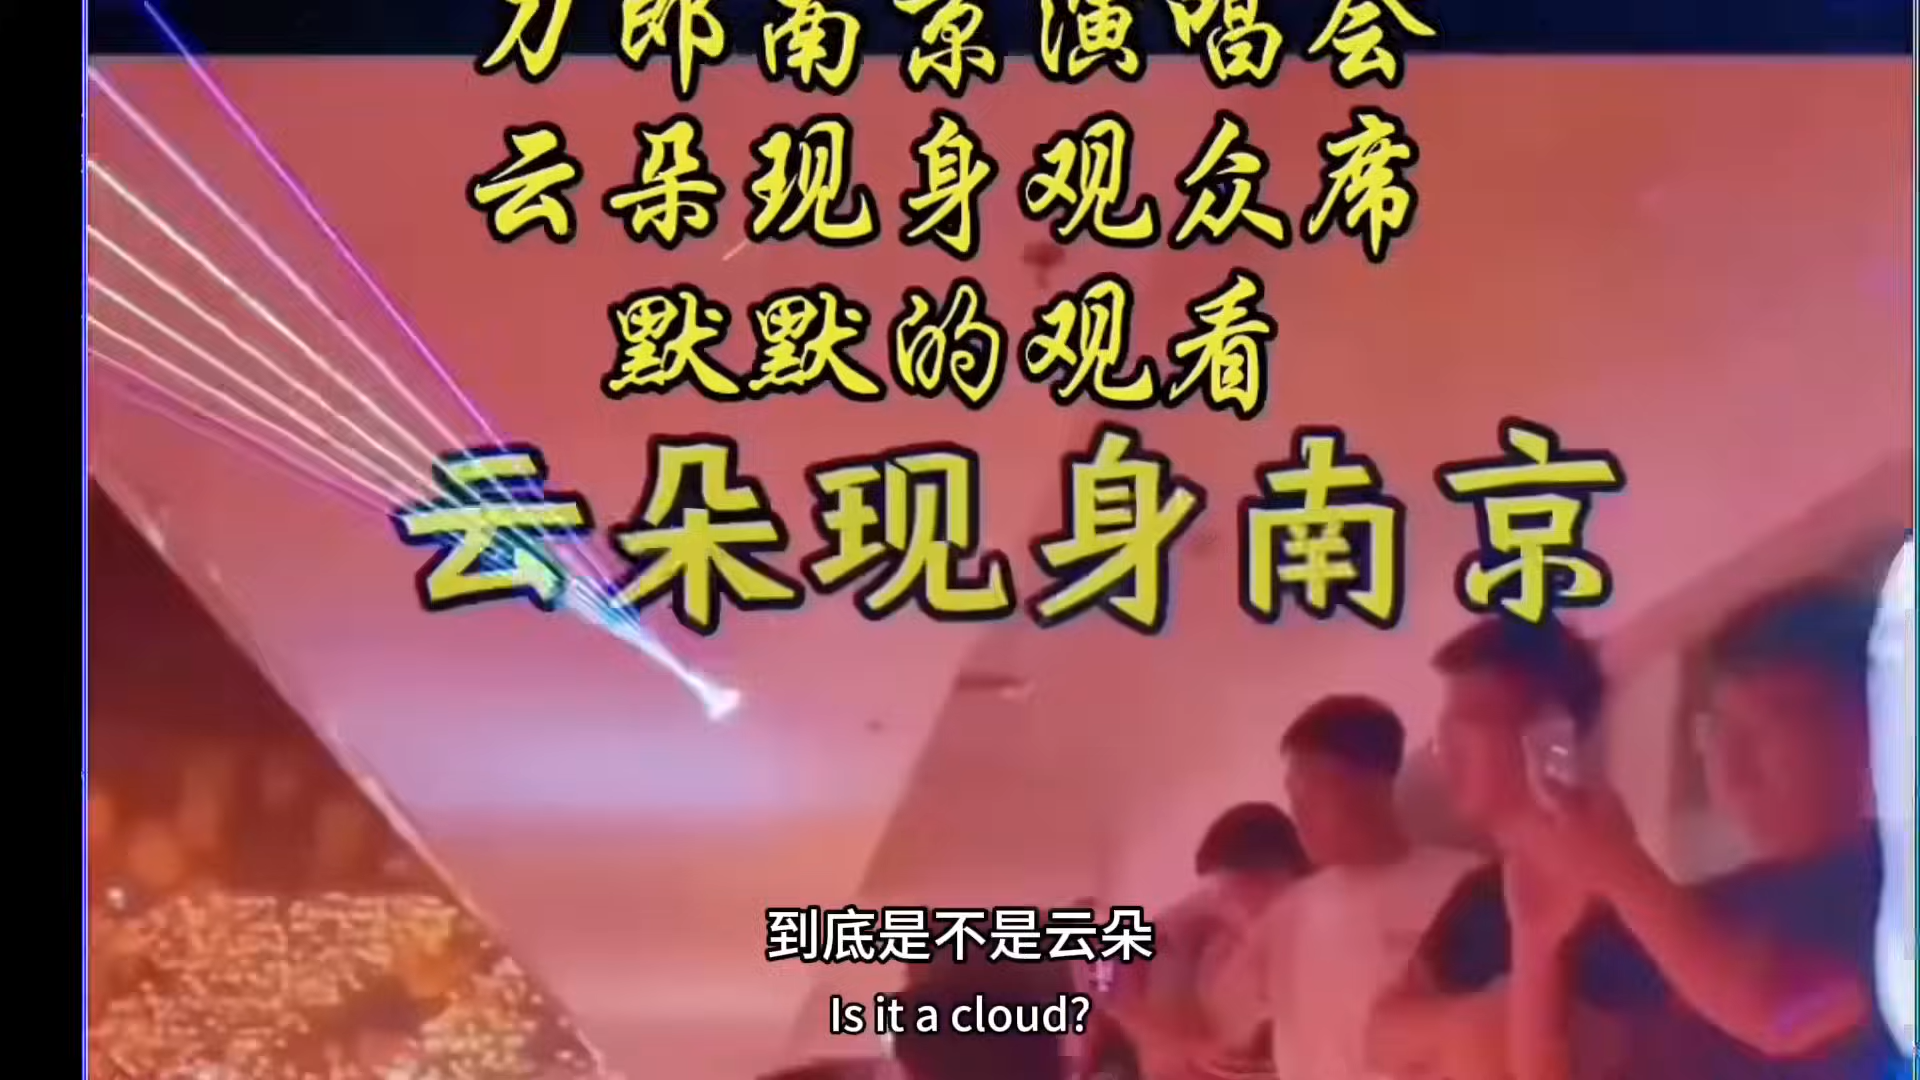 刀郎南京演唱会
云朵现身观众席
默默的观看
云朵现身南京
到底是不是云朵
Is it a cloud?